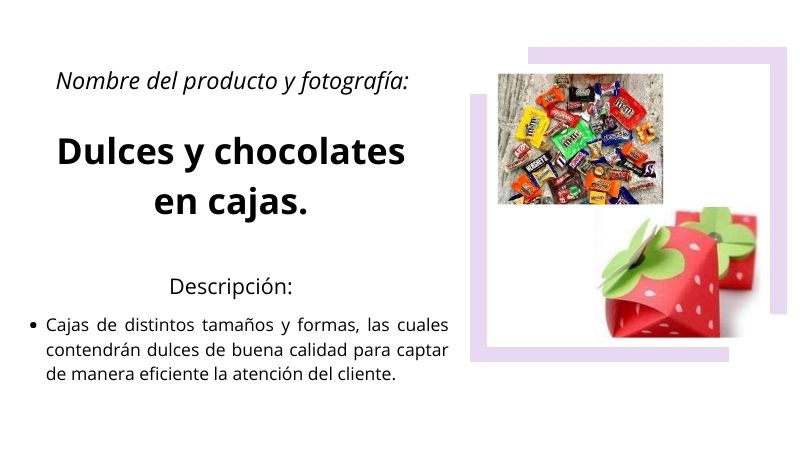 Nombre del producto y fotografía:
Dulces y chocolates
en cajas.
Descripción:
• Cajas de distintos tamaños y formas, las cuales
contendrán dulces de buena calidad para captar
de manera eficiente la atención del cliente.
HERSHEY'S